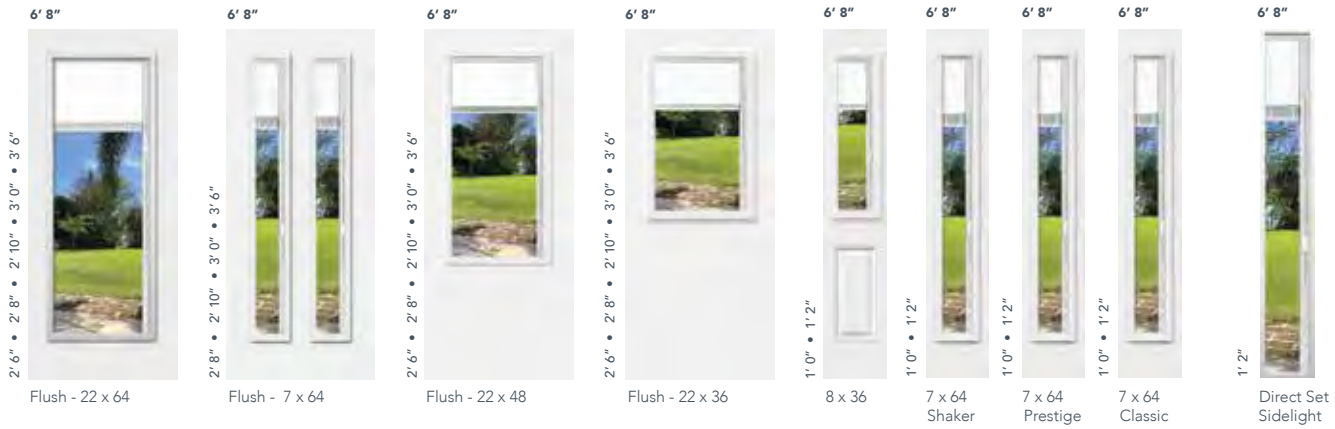 6' 8"
2' 6" • 2' 8" • 2' 10" • 3' 0" • 3' 6"
Flush - 22 x 64
6' 8"
2' 8" • 2' 10" • 3' 0" • 3' 6"
Flush - 7 x 64
6' 8"
2' 6" • 2' 8" • 2' 10" • 3' 0" • 3' 6"
Flush - 22 x 48
6' 8"
2' 6" • 2' 8" • 2' 10" • 3' 0" • 3' 6"
Flush - 22 x 36
6' 8"
1' 0" • 1' 2"
8 x 36
6' 8"
1' 0" • 1' 2"
7 x 64
Shaker
6' 8"
1' 0" • 1' 2"
7 x 64
Prestige
6' 8"
1' 0" • 1' 2"
7 x 64
Classic
6' 8"
1' 2"
Direct Set
Sidelight